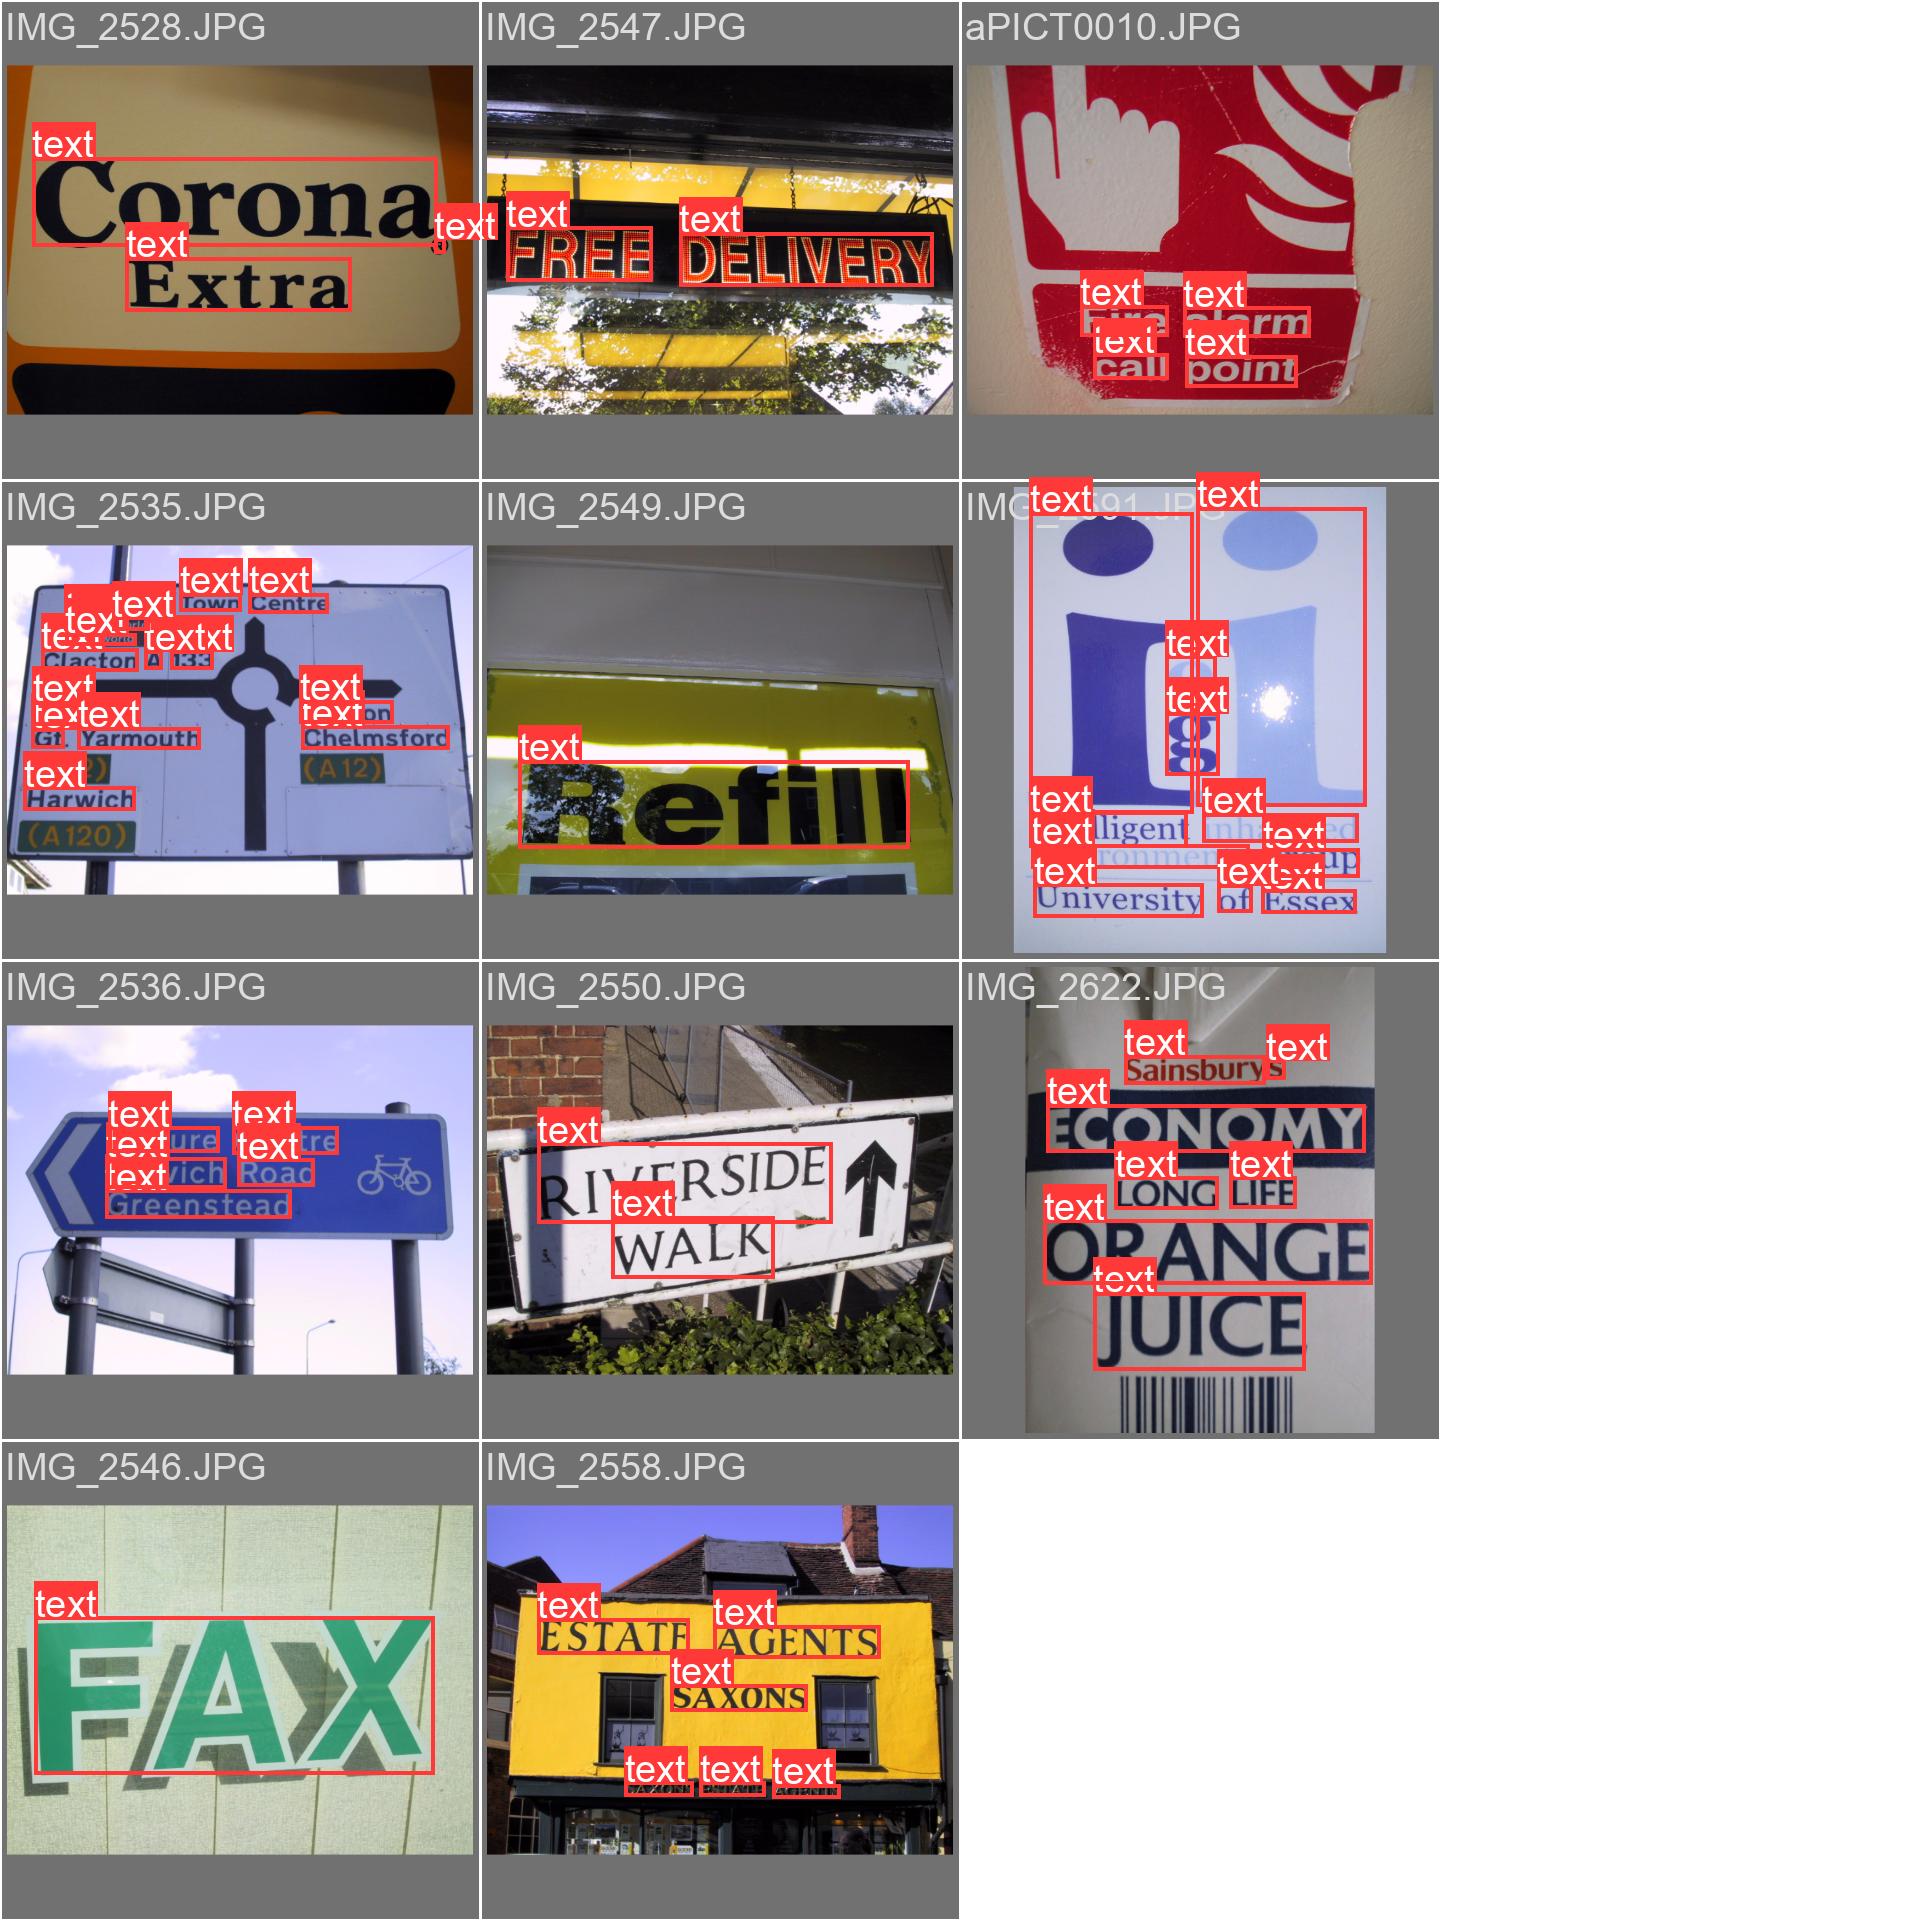 IMG_2528.JPG
text
Corona
text
text
Extra
IMG_2547.JPG
text text
FREE DELIVERY
aPICT0010.JPG
text text
Fire alarm
text text
call point
IMG_2535.JPG
text text
text Town Centre
text text
Clacton A 133
text text
text text text
Gt. Yarmouth Chelmsford
(A12)
text
Harwich
(A120)
IMG_2549.JPG
text
Refill
IMG_2591.JPG
text text
i i
text
g
text
g
text text
text text
text text text
University of Essex
IMG_2536.JPG
text text
text text
Road
text
Greenstead
IMG_2550.JPG
text
RIVERSIDE
text
WALK
IMG_2622.JPG
text text
Sainsbury's
text
ECONOMY
text text
LONG LIFE
text
ORANGE
text
JUICE
IMG_2546.JPG
text
FAX
IMG_2558.JPG
text text
ESTATE AGENTS
text
SAXONS
text text text
SAXONS ESTATE AGENTS